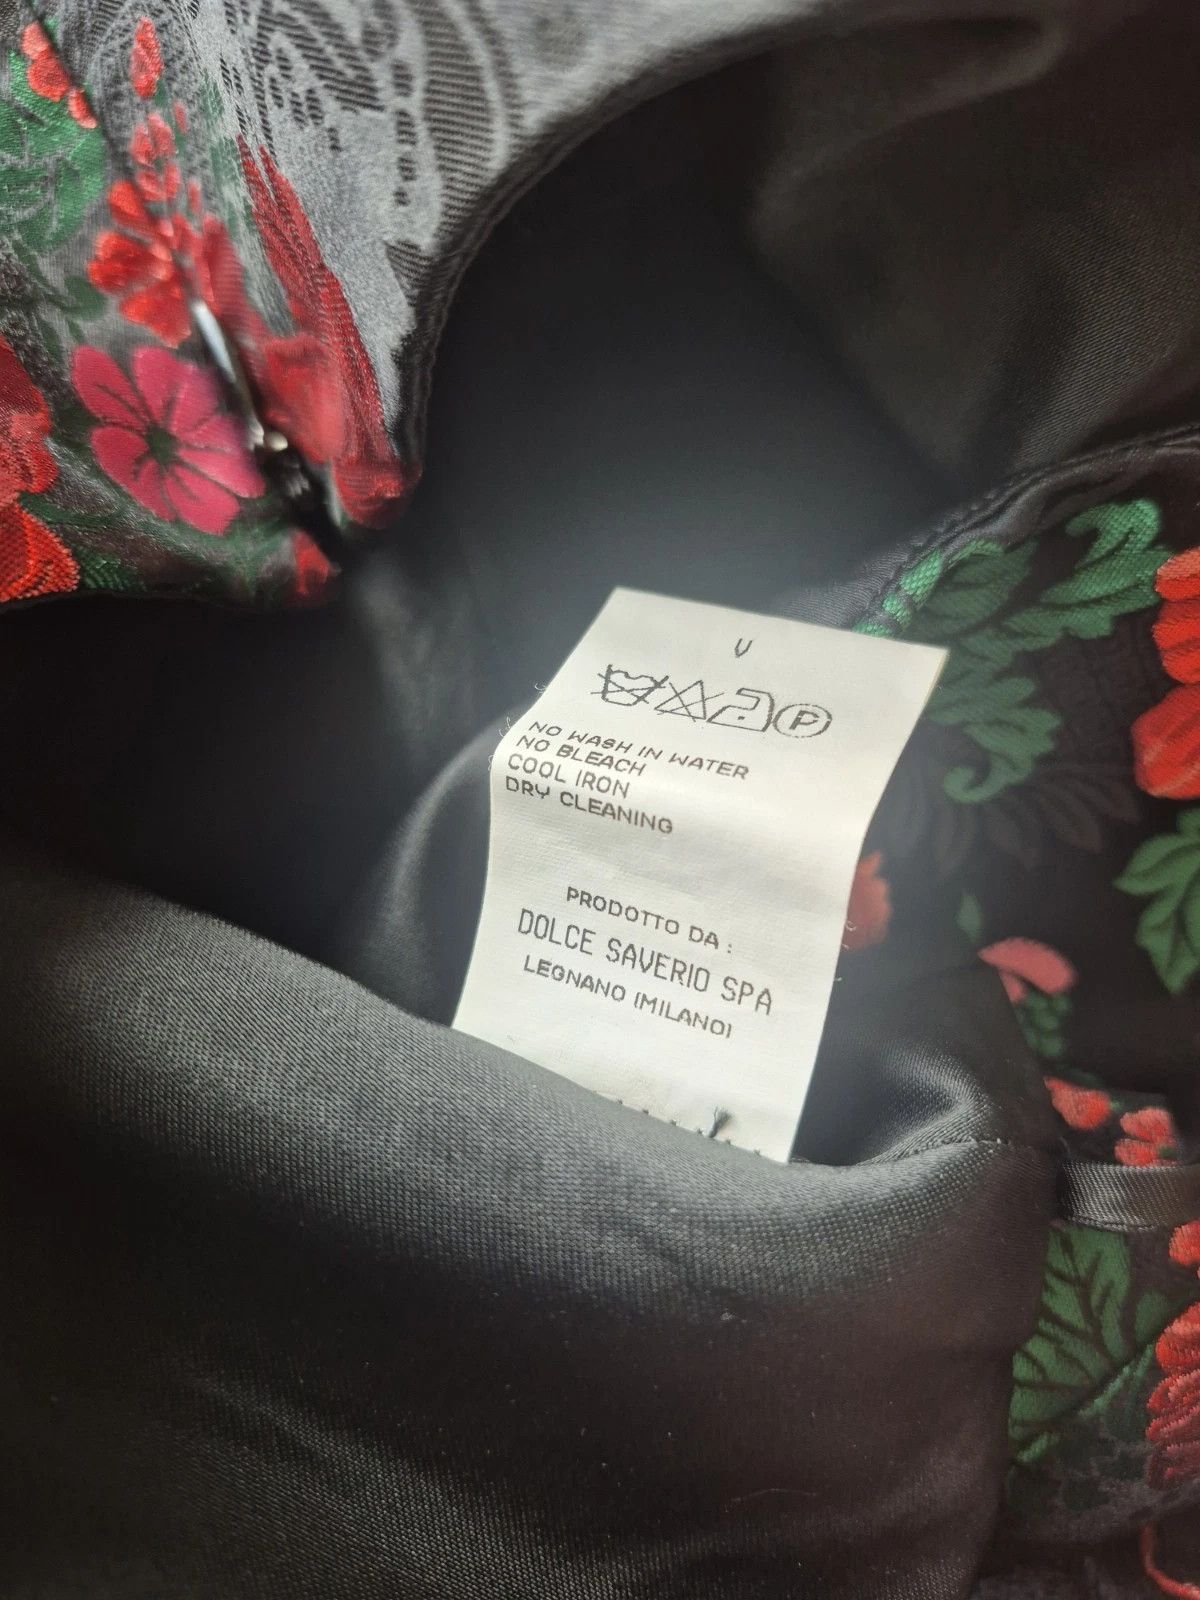 V
P
NO WASH IN WATER
NO BLEACH
COOL IRON
DRY CLEANING
PRODOTTO DA :
DOLCE SAVERIO SPA
LEGNANO (MILANO)